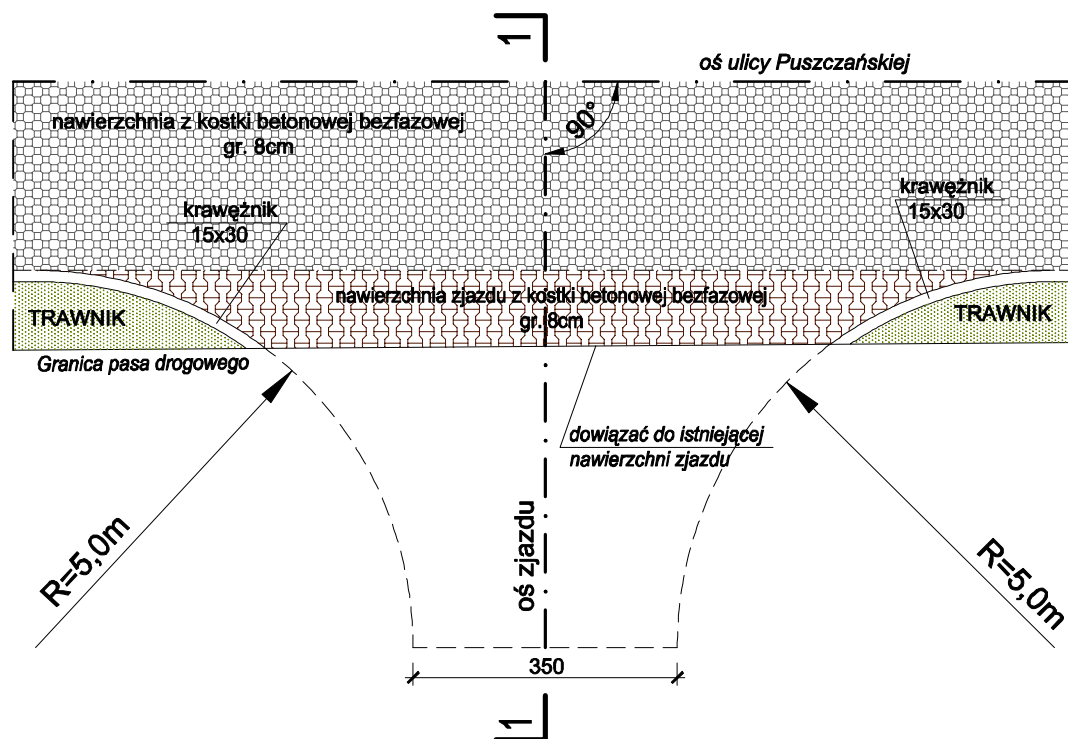 1
oś ulicy Puszczańskiej
90°
nawierzchnia z kostki betonowej bezfazowej
gr. 8cm
krawężnik
15x30
krawężnik
15x30
nawierzchnia zjazdu z kostki betonowej bezfazowej
gr. 8cm
TRAWNIK
TRAWNIK
Granica pasa drogowego
dowiązać do istniejącej
nawierzchni zjazdu
oś zjazdu
R=5,0m
R=5,0m
350
1